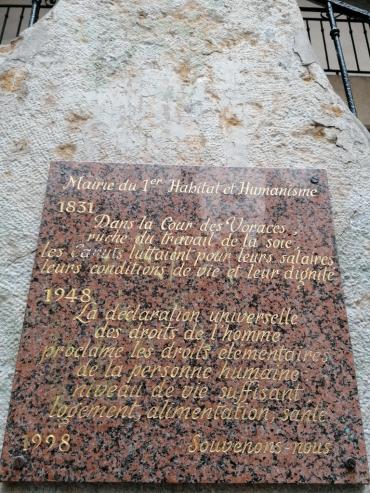 Mairie du 1er Habitat et Humanisme
1831
Dans la Cour des Voraces,
ruche du travail de la soie,
les Canuts luttaient pour leurs salaires
leurs conditions de vie et leur dignité
1948
La déclaration universelle
des droits de l'homme
proclame les droits élementaires
de la personne humaine
niveau de vie suffisant
logement, alimentation, santé
1998 Souvenons-nous